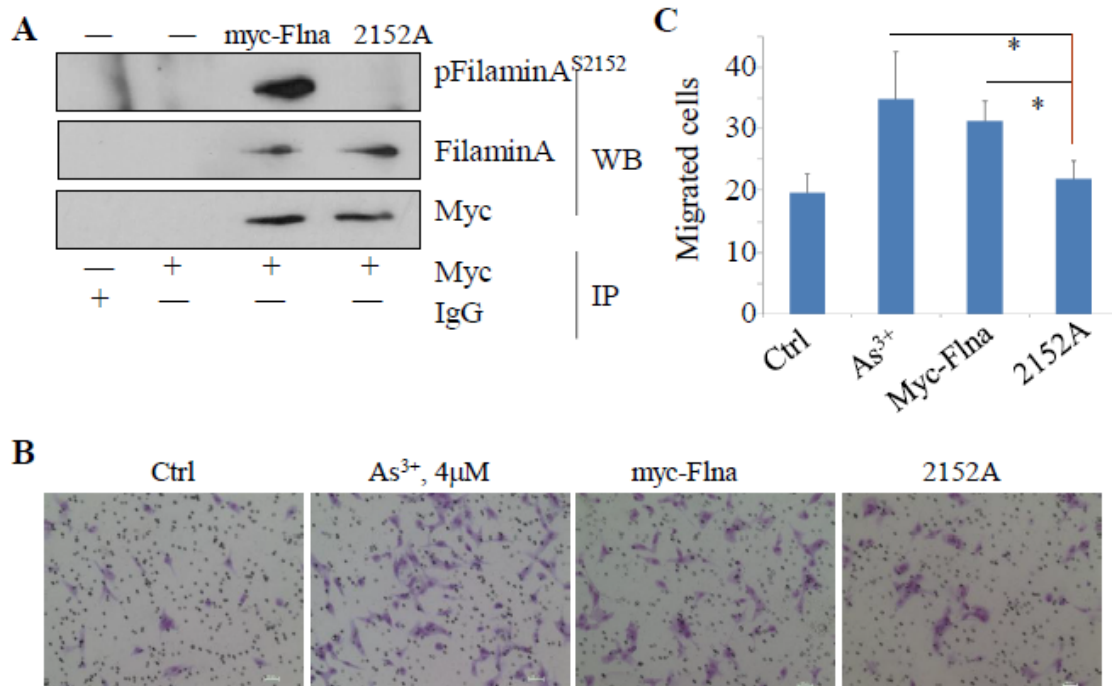 A
— — myc-Flna 2152A
pFilaminA^S2152
FilaminA
Myc
WB
— + + + Myc
+ — — — IgG
IP
C
Migrated cells
40
30
20
10
0
*
*
Ctrl
As³⁺
Myc-Flna
2152A
B
Ctrl
As³⁺, 4μM
myc-Flna
2152A